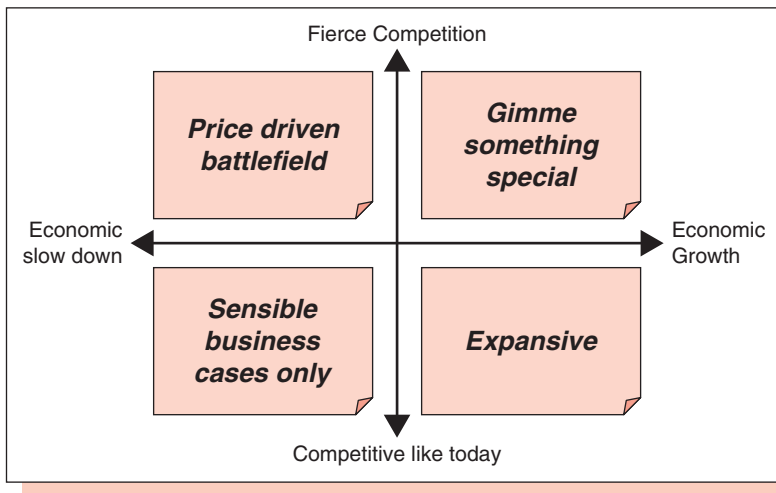 Fierce Competition
Price driven
battlefield
Gimme
something
special
Economic
slow down
Economic
Growth
Sensible
business
cases only
Expansive
Competitive like today